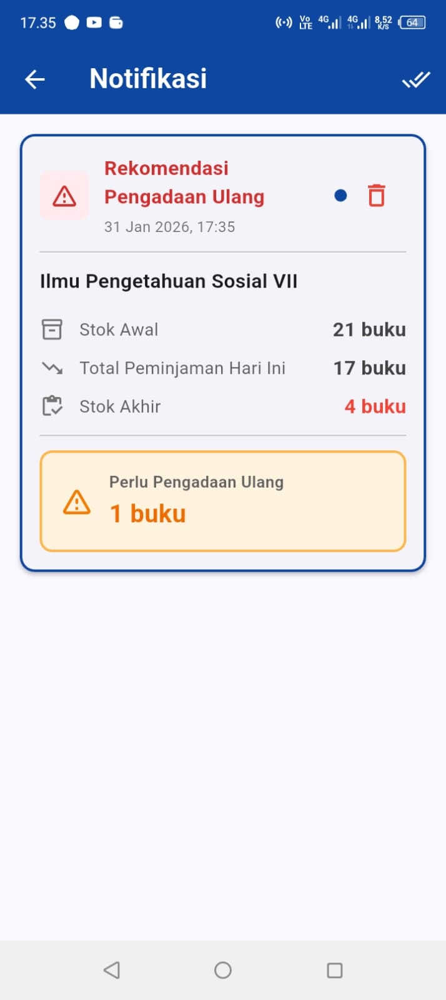 17.35
Vo LTE 4G 4G 8,52 K/S 64
Notifikasi
Rekomendasi
Pengadaan Ulang
31 Jan 2026, 17:35
Ilmu Pengetahuan Sosial VII
Stok Awal 21 buku
Total Peminjaman Hari Ini 17 buku
Stok Akhir 4 buku
Perlu Pengadaan Ulang
1 buku